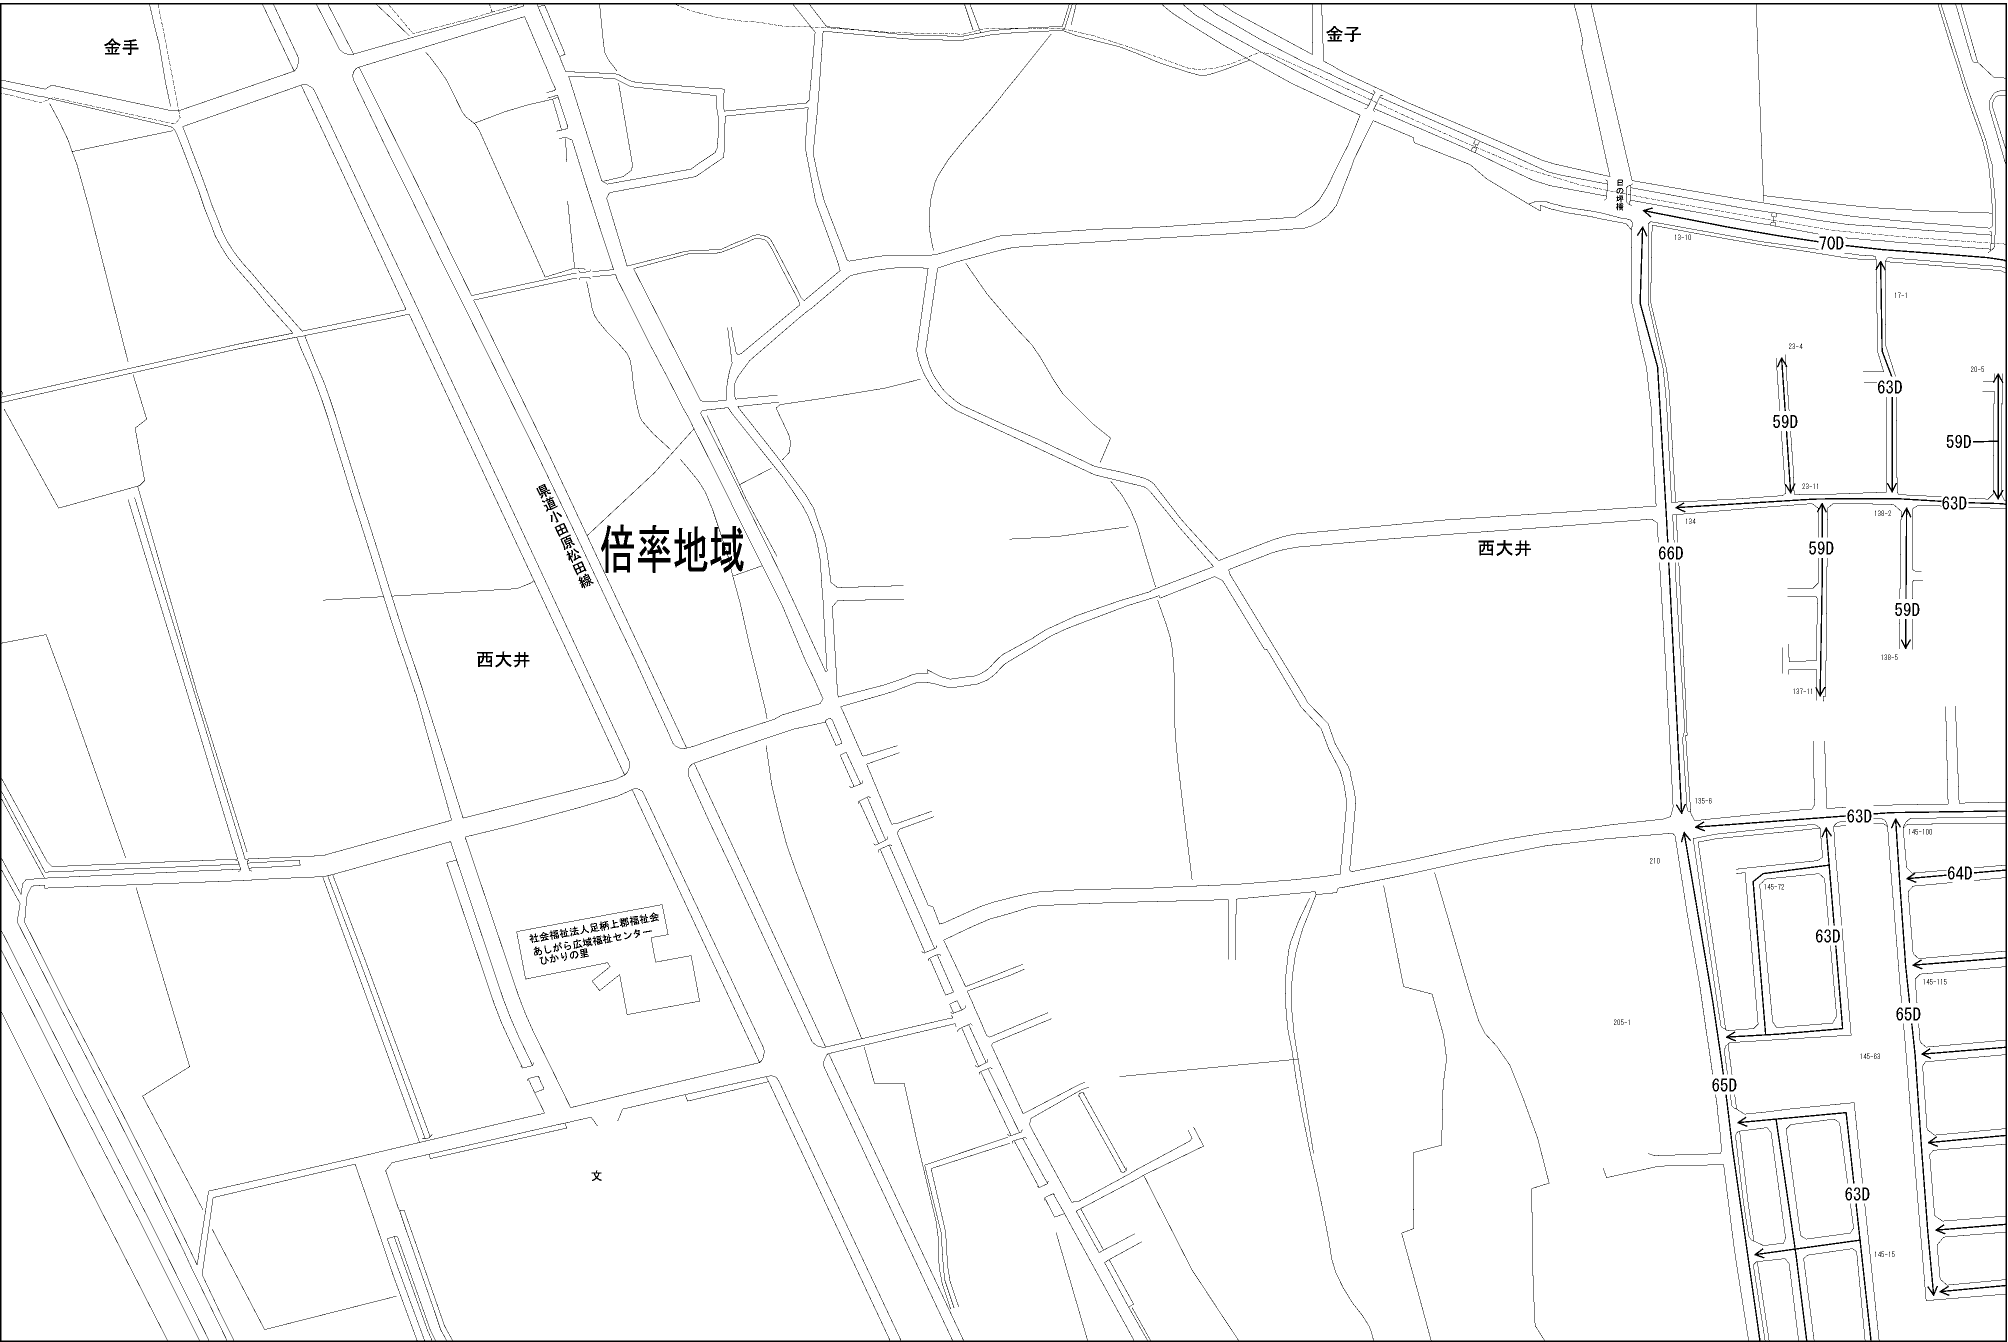 金手
金子
日の坪橋
13-10
70D
17-1
23-4
20-5
63D
59D
59D
県道小田原松田線
倍率地域
23-11
63D
138-2
134
西大井
59D
66D
59D
西大井
138-5
137-11
135-6
63D
145-100
210
64D
145-72
社会福祉法人足柄上郡福祉会
あしがら広域福祉センター
ひかりの里
63D
145-115
65D
205-1
145-63
65D
文
63D
145-15